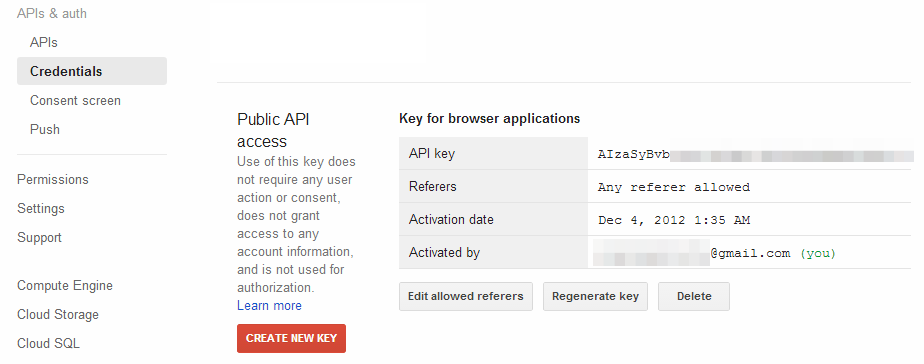 APIs & auth
APIs
Credentials
Consent screen
Push
Permissions
Settings
Support
Compute Engine
Cloud Storage
Cloud SQL
Public API
access
Use of this key does
not require any user
action or consent,
does not grant
access to any
account information,
and is not used for
authorization.
Learn more
CREATE NEW KEY
Key for browser applications
API key AIzaSyBvb
Referers Any referer allowed
Activation date Dec 4, 2012 1:35 AM
Activated by @gmail.com (you)
Edit allowed referers Regenerate key Delete